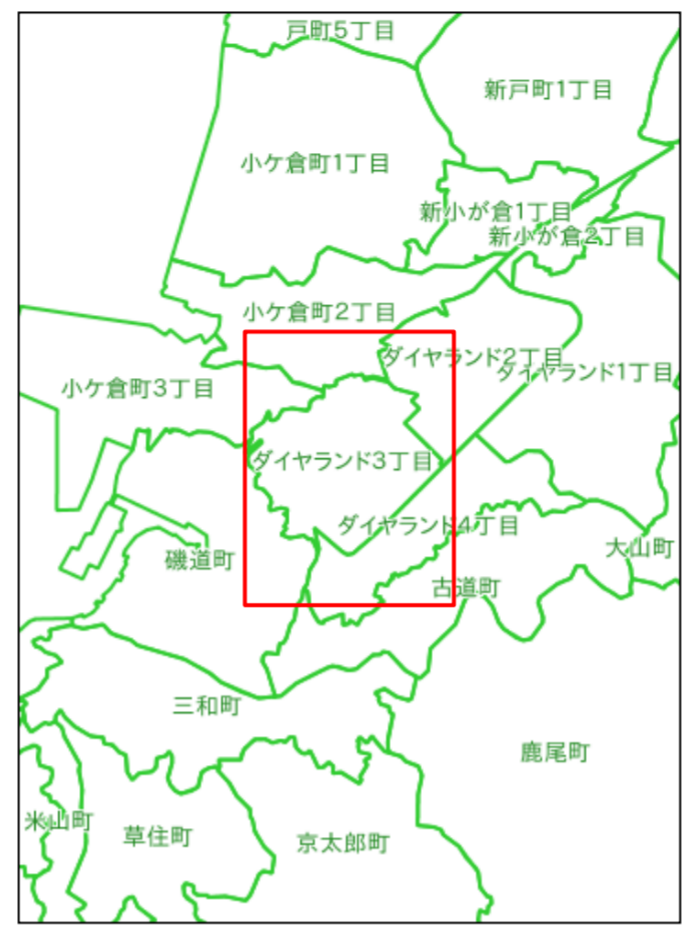 戸町5丁目
新戸町1丁目
小ケ倉町1丁目
新小が倉1丁目
新小が倉2丁目
小ケ倉町2丁目
ダイヤランド2丁目
ダイヤランド1丁目
小ケ倉町3丁目
ダイヤランド3丁目
ダイヤランド4丁目
大山町
磯道町
古道町
三和町
鹿尾町
米山町
草住町
京太郎町